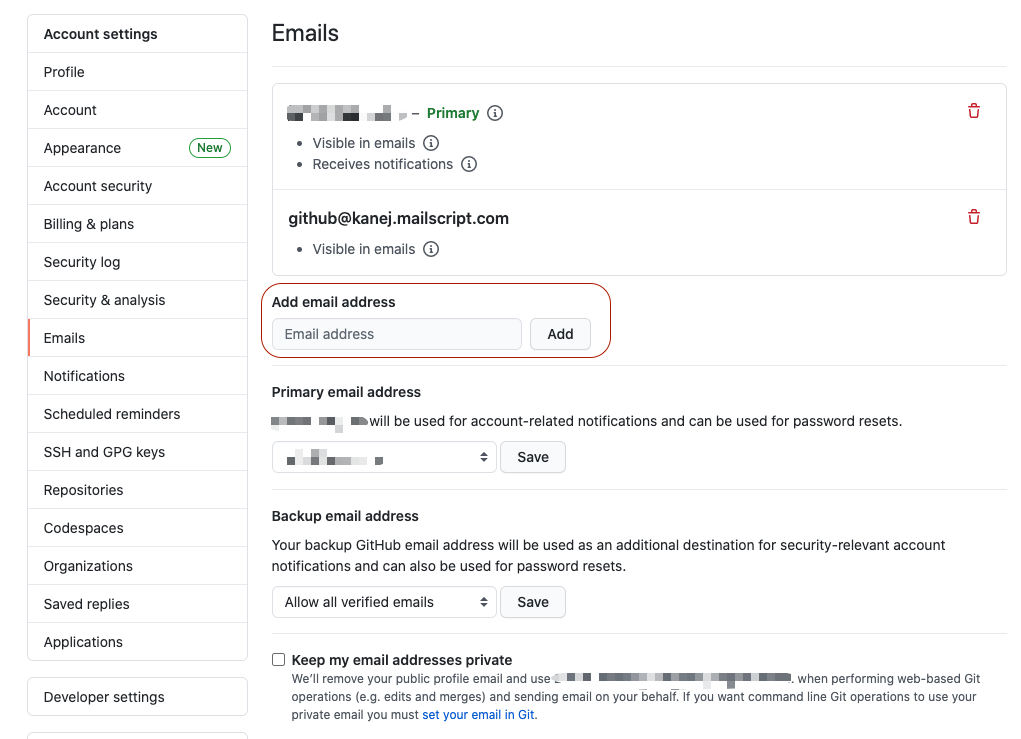 Account settings
Profile
Account
Appearance New
Account security
Billing & plans
Security log
Security & analysis
Emails
Notifications
Scheduled reminders
SSH and GPG keys
Repositories
Codespaces
Organizations
Saved replies
Applications
Developer settings
Emails
– Primary
Visible in emails
Receives notifications
github@kanej.mailscript.com
Visible in emails
Add email address
Email address Add
Primary email address
will be used for account-related notifications and can be used for password resets.
Save
Backup email address
Your backup GitHub email address will be used as an additional destination for security-relevant account
notifications and can also be used for password resets.
Allow all verified emails Save
Keep my email addresses private
We’ll remove your public profile email and use when performing web-based Git
operations (e.g. edits and merges) and sending email on your behalf. If you want command line Git operations to use your
private email you must set your email in Git.